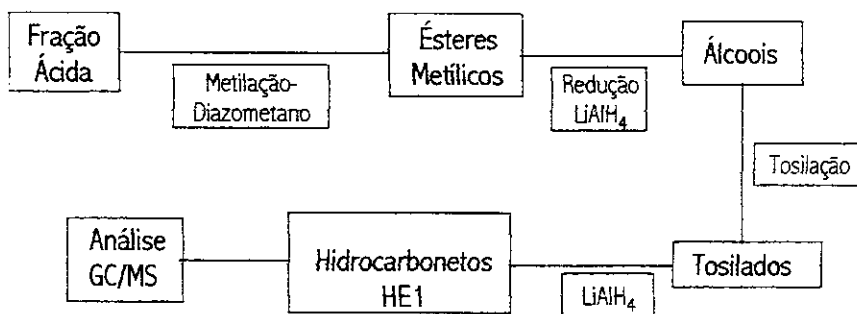 Fração
Ácida
Metilação-
Diazometano
Ésteres
Metílicos
Redução
LiAlH₄
Álcoois
Tosilação
Tosilados
LiAlH₄
Hidrocarbonetos
HE1
Análise
GC/MS